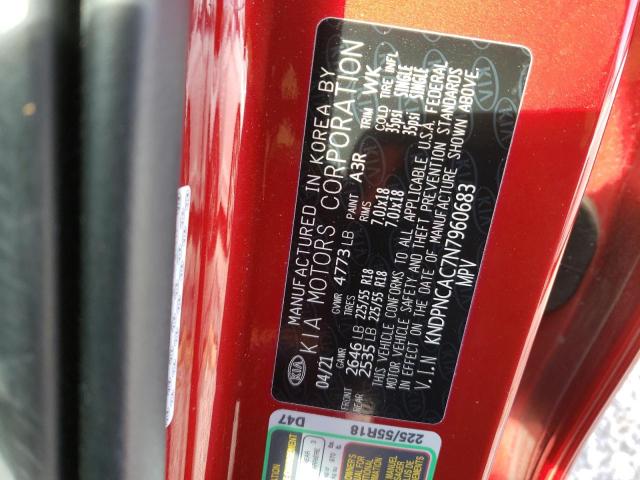 KIA
MANUFACTURED IN KOREA BY
KIA MOTORS CORPORATION
04/21 GVWR 4773 LB PAINT A3R TRIM WK
GAWR TIRES RIMS COLD TIRE INFL
FRONT 2646 LB 225/55 R18 7.0Jx18 35psi SINGLE
REAR 2535 LB 225/55 R18 7.0Jx18 35psi SINGLE
THIS VEHICLE CONFORMS TO ALL APPLICABLE U.S.A. FEDERAL
MOTOR VEHICLE SAFETY AND THEFT PREVENTION STANDARDS
IN EFFECT ON THE DATE OF MANUFACTURE SHOWN ABOVE.
V.I.N KNDPNCAC7N7960683
MPV
D47
225/55R18